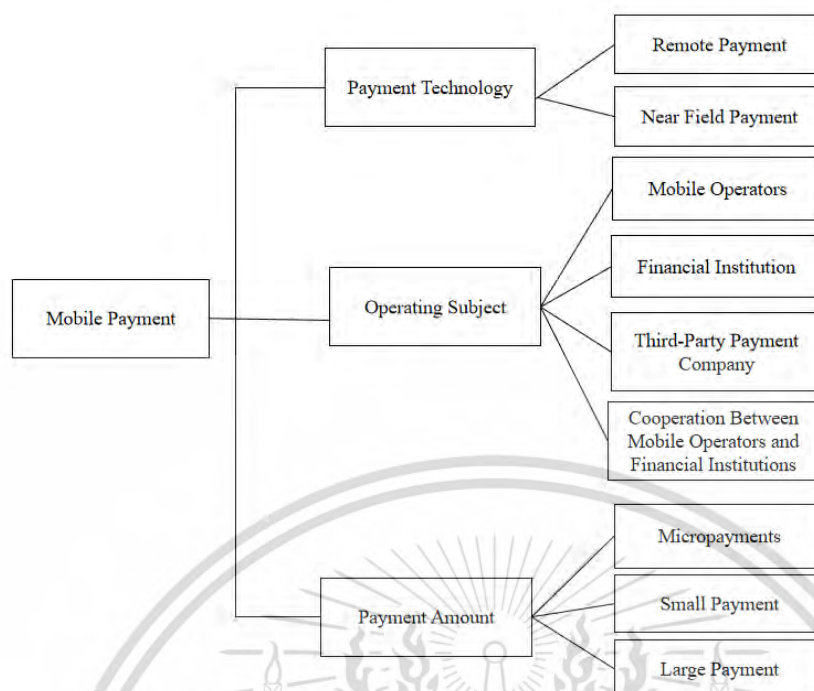 Remote Payment
Payment Technology
Near Field Payment
Mobile Operators
Financial Institution
Mobile Payment
Operating Subject
Third-Party Payment
Company
Cooperation Between
Mobile Operators and
Financial Institutions
Micropayments
Payment Amount
Small Payment
Large Payment